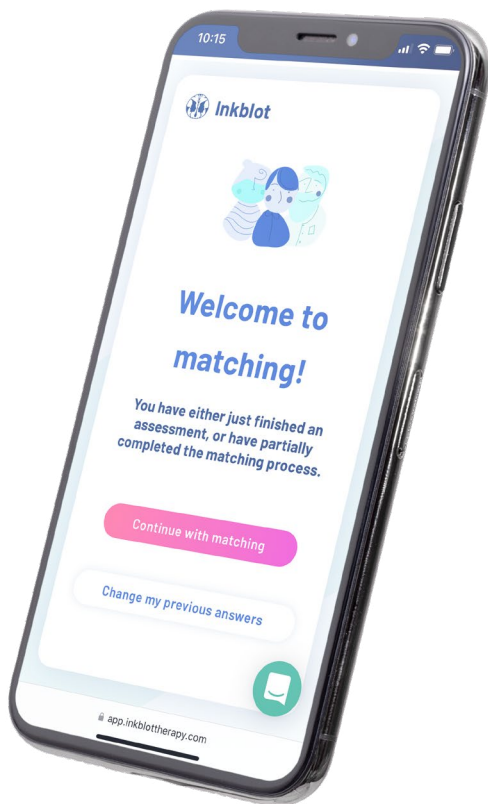 10:15
Inkblot
Welcome to
matching!
You have either just finished an
assessment, or have partially
completed the matching process.
Continue with matching
Change my previous answers
app.inkblottherapy.com